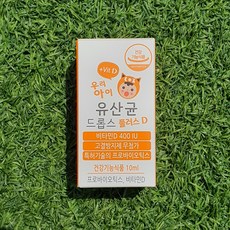 비타민 D
우리
아이
유산균
드롭스 플러스 D
비타민D 400 IU
고결방지제 무첨가
특허기술의 프로바이오틱스
건강기능식품 10ml
프로바이오틱스, 비타민D